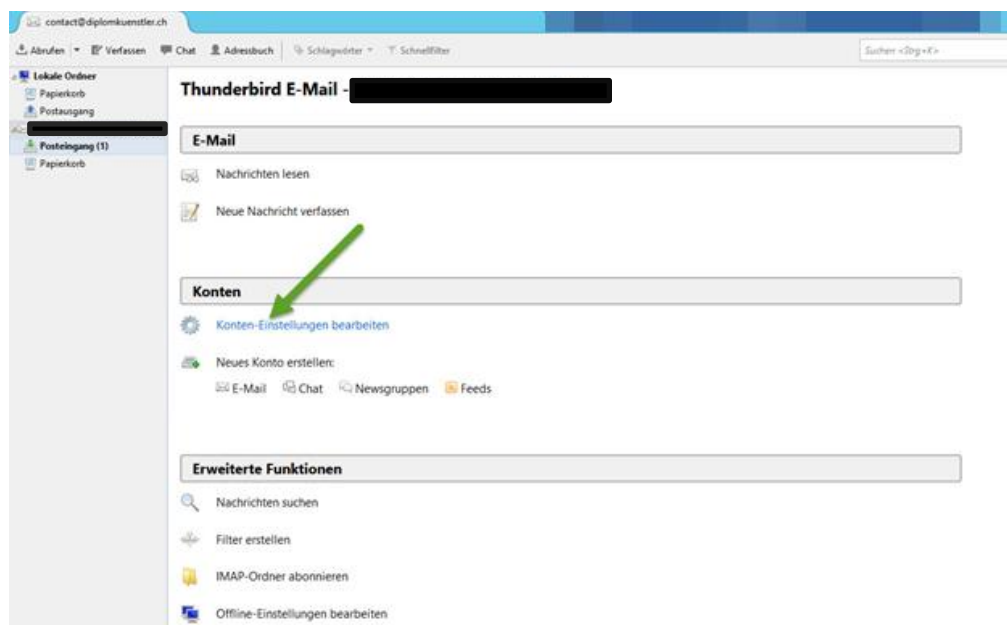 contact@diplomkuenstler.ch
Abrufen Verfassen Chat Adressbuch Schlagwörter Schnellfilter Suchen <Strg+K>
Lokale Ordner
Papierkorb
Postausgang
Posteingang (1)
Papierkorb
Thunderbird E-Mail -
E-Mail
Nachrichten lesen
Neue Nachricht verfassen
Konten
Konten-Einstellungen bearbeiten
Neues Konto erstellen:
E-Mail Chat Newsgruppen Feeds
Erweiterte Funktionen
Nachrichten suchen
Filter erstellen
IMAP-Ordner abonnieren
Offline-Einstellungen bearbeiten